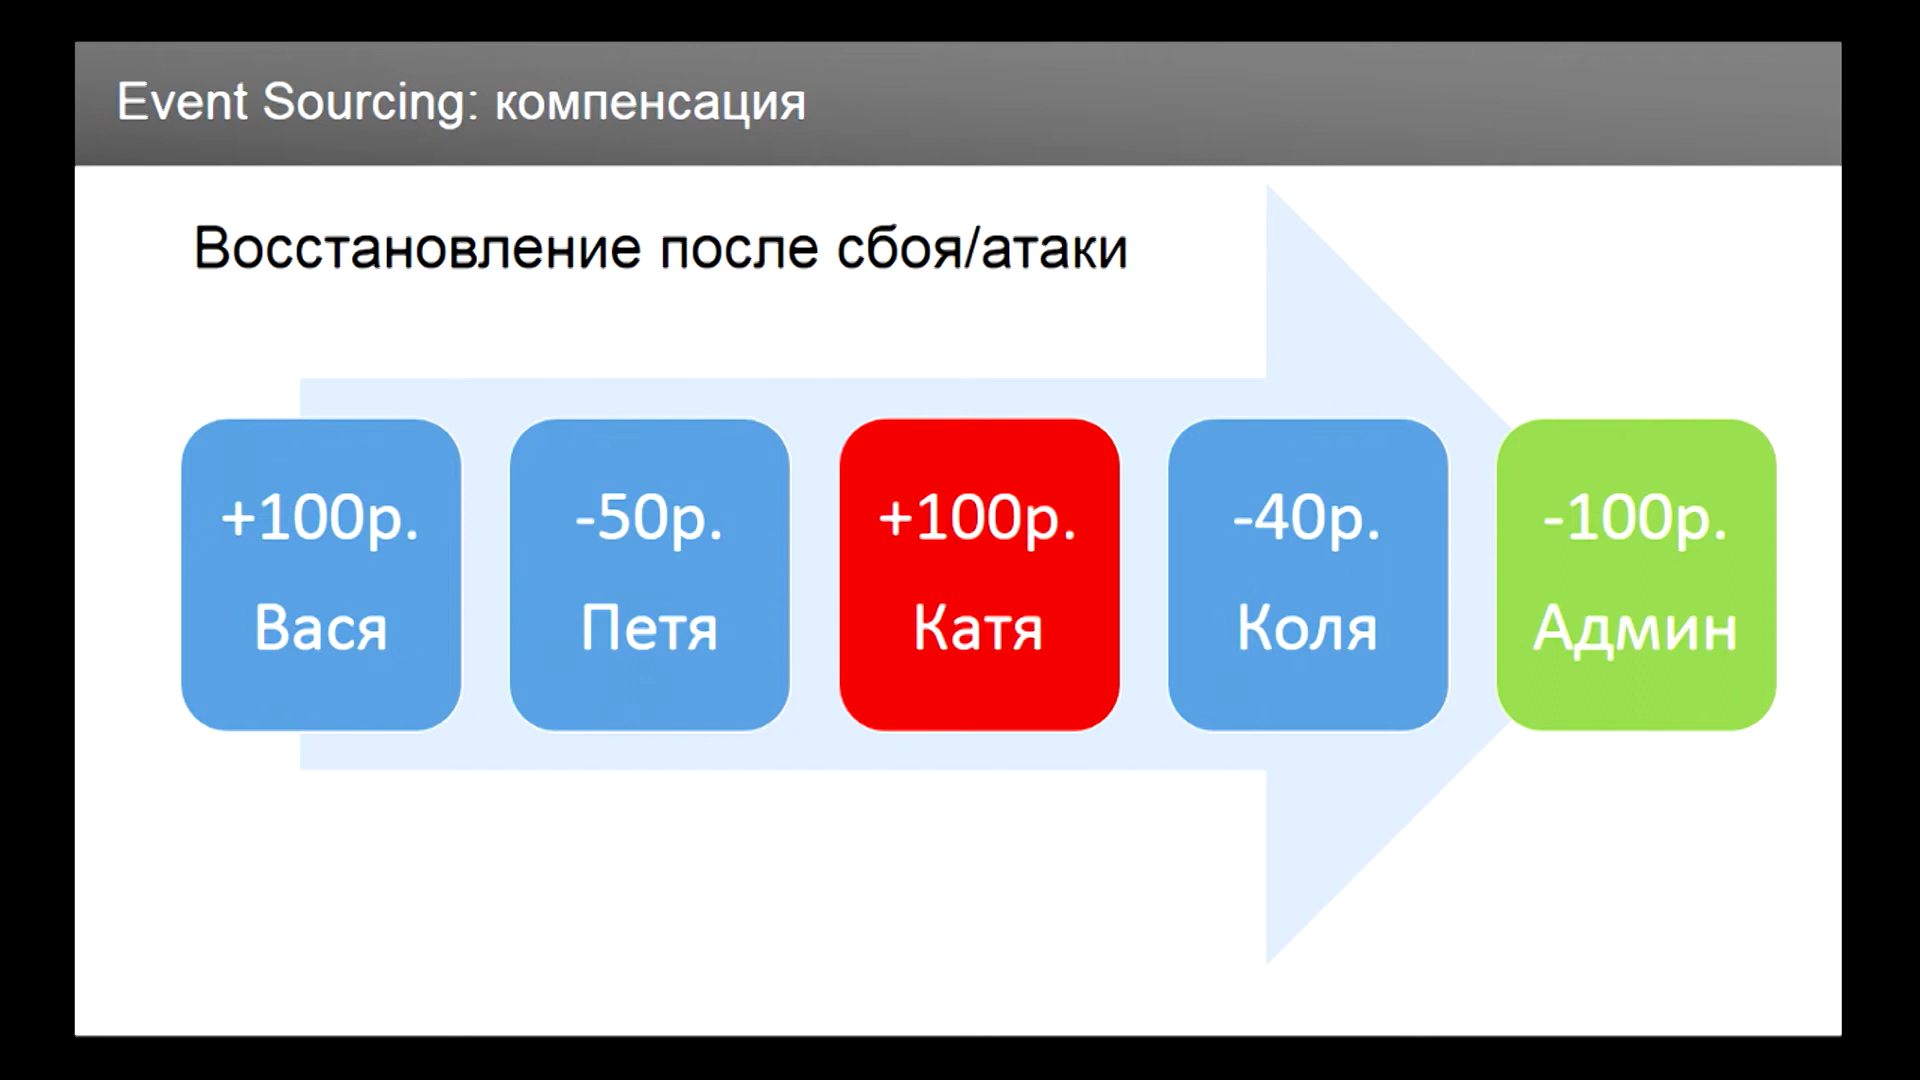 Event Sourcing: компенсация
Восстановление после сбоя/атаки
+100р.
Вася
-50р.
Петя
+100р.
Катя
-40р.
Коля
-100р.
Админ